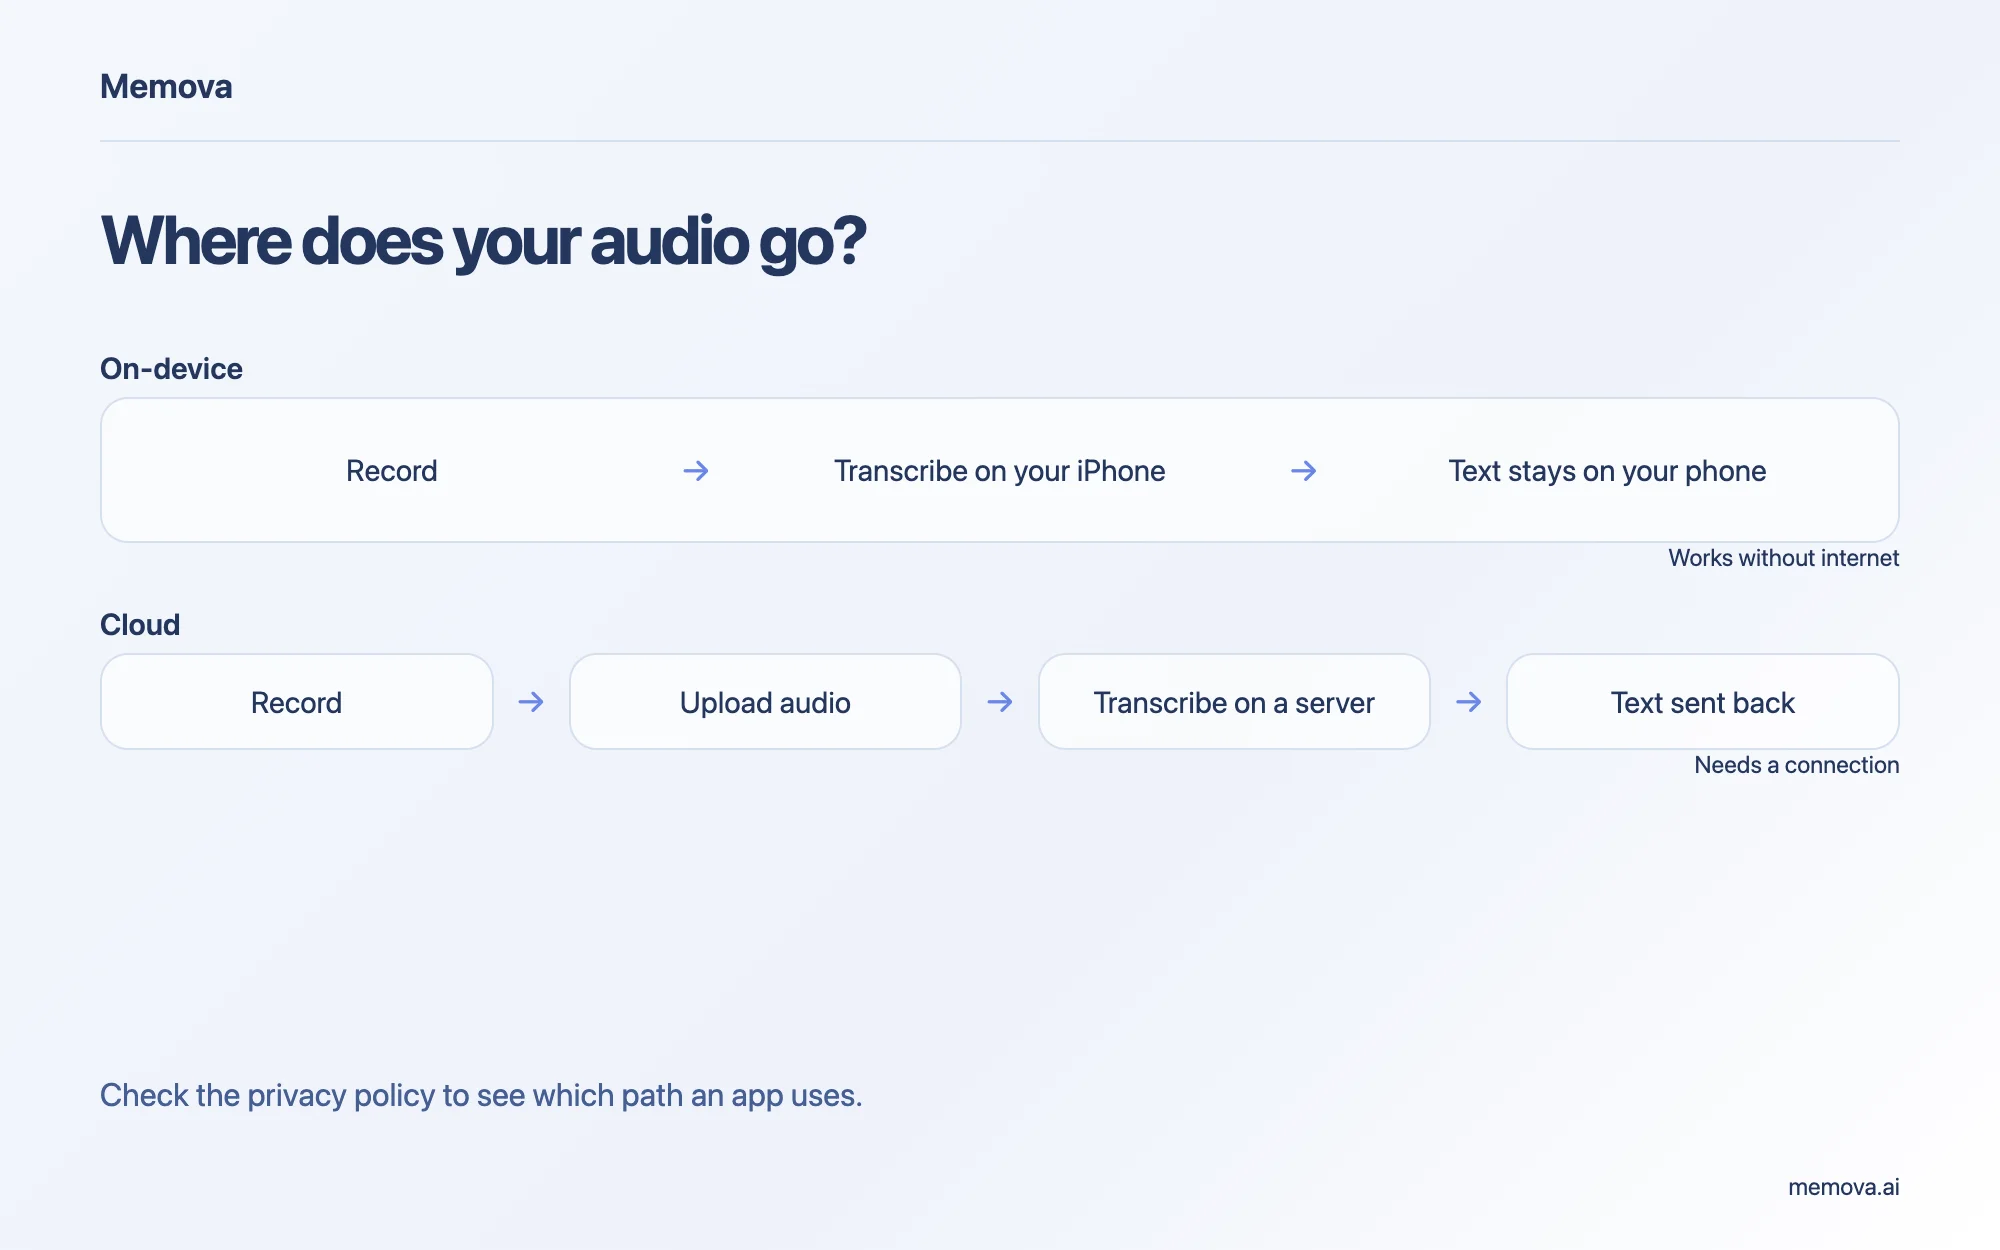 Memova
Where does your audio go?
On-device
Record → Transcribe on your iPhone → Text stays on your phone
Works without internet
Cloud
Record → Upload audio → Transcribe on a server → Text sent back
Needs a connection
Check the privacy policy to see which path an app uses.
memova.ai